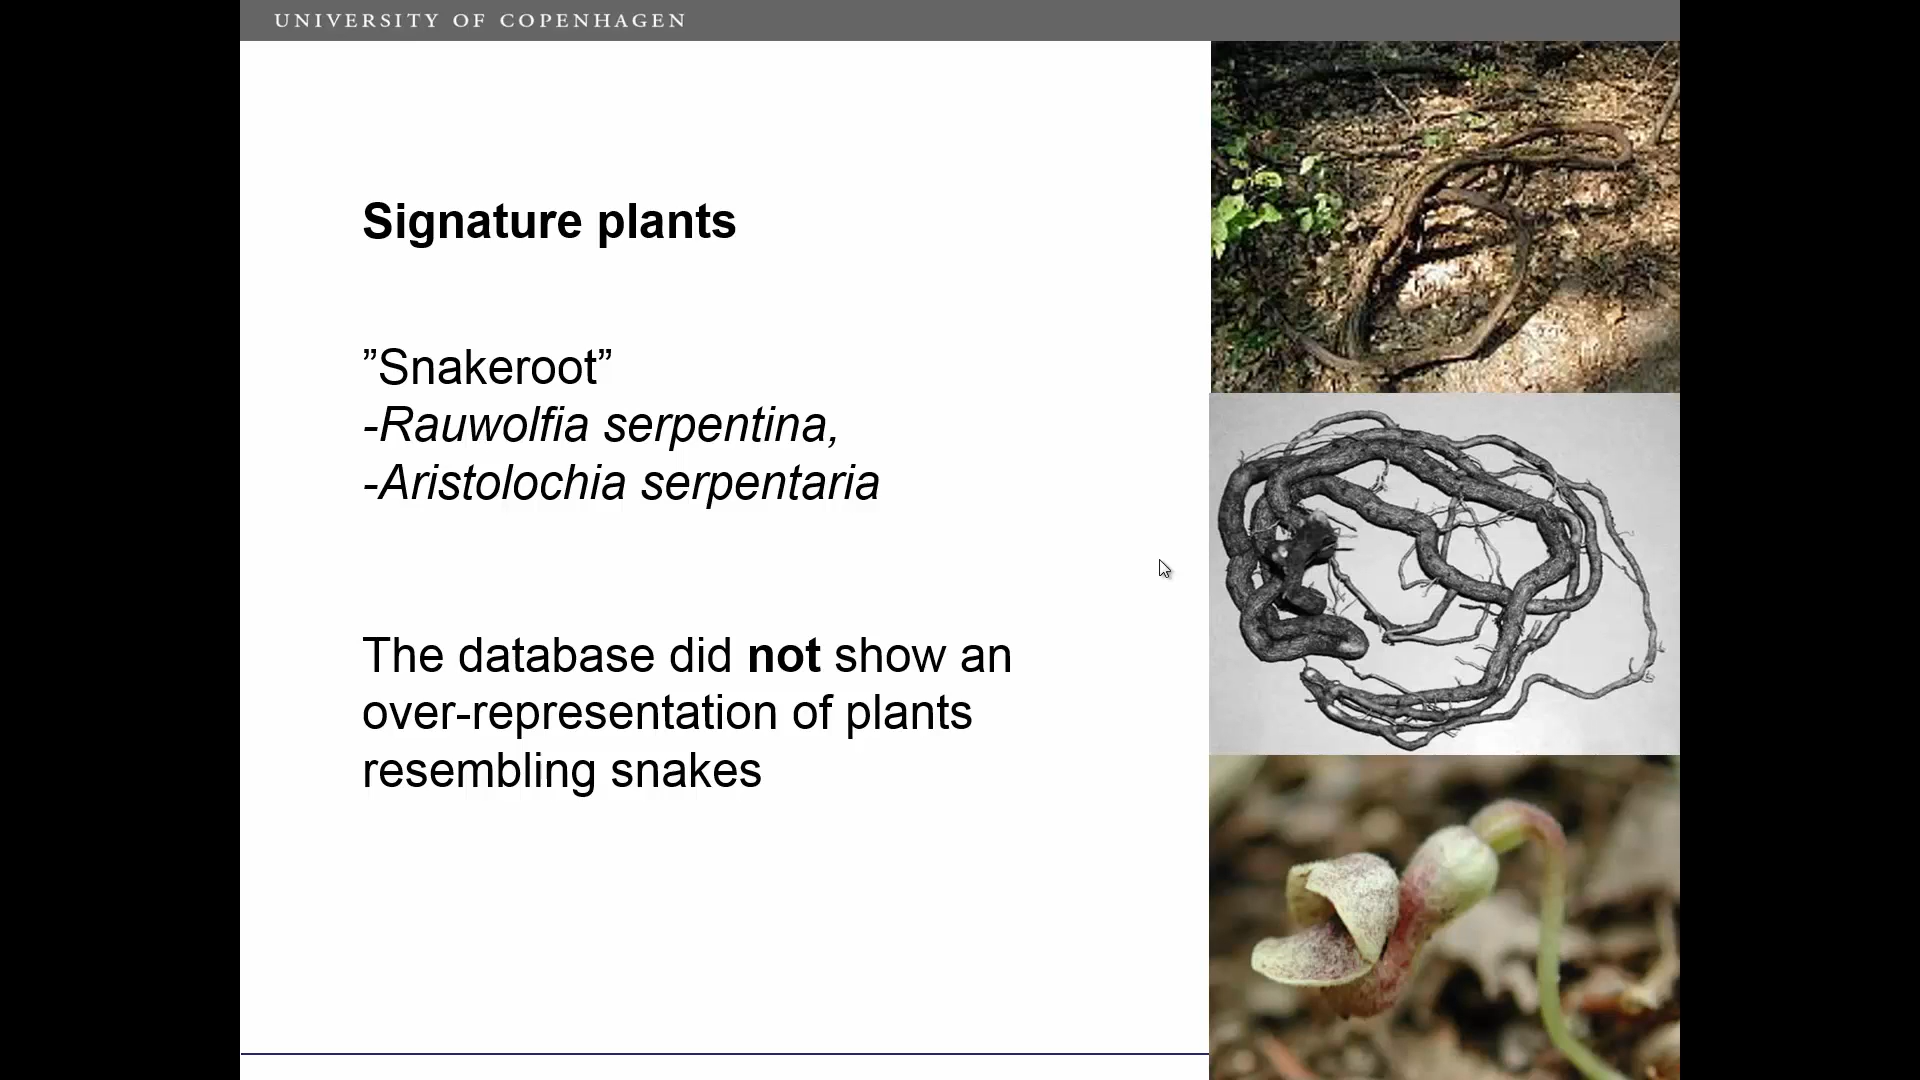 UNIVERSITY OF COPENHAGEN
Signature plants
”Snakeroot”
-Rauwolfia serpentina,
-Aristolochia serpentaria
The database did not show an
over-representation of plants
resembling snakes